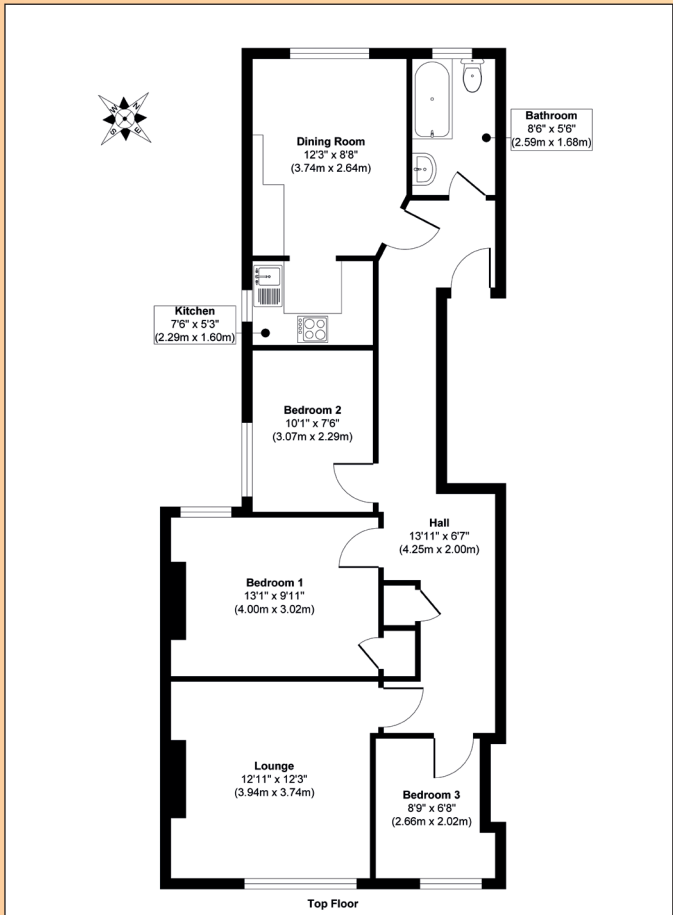 N
W
E
S
Dining Room
12'3" x 8'8"
(3.74m x 2.64m)
Bathroom
8'6" x 5'6"
(2.59m x 1.68m)
Kitchen
7'6" x 5'3"
(2.29m x 1.60m)
Bedroom 2
10'1" x 7'6"
(3.07m x 2.29m)
Hall
13'11" x 6'7"
(4.25m x 2.00m)
Bedroom 1
13'1" x 9'11"
(4.00m x 3.02m)
Lounge
12'11" x 12'3"
(3.94m x 3.74m)
Bedroom 3
8'9" x 6'8"
(2.66m x 2.02m)
Top Floor